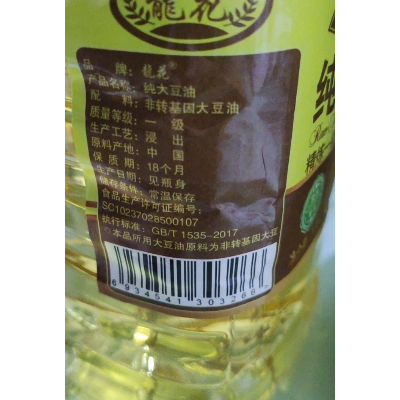 龍花
品 牌: 龍花®
产品名称: 纯大豆油
配 料: 非转基因大豆油
质量等级: 一 级
生产工艺: 浸 出
原料产地: 中 国
保 质 期: 18个月
生产日期: 见瓶身
储存条件: 常温保存
食品生产许可证编号:
SC10237028500107
执行标准: GB/T 1535-2017
○本品所用大豆油原料为非转基因大豆
6 934541 303266
纯
精炼